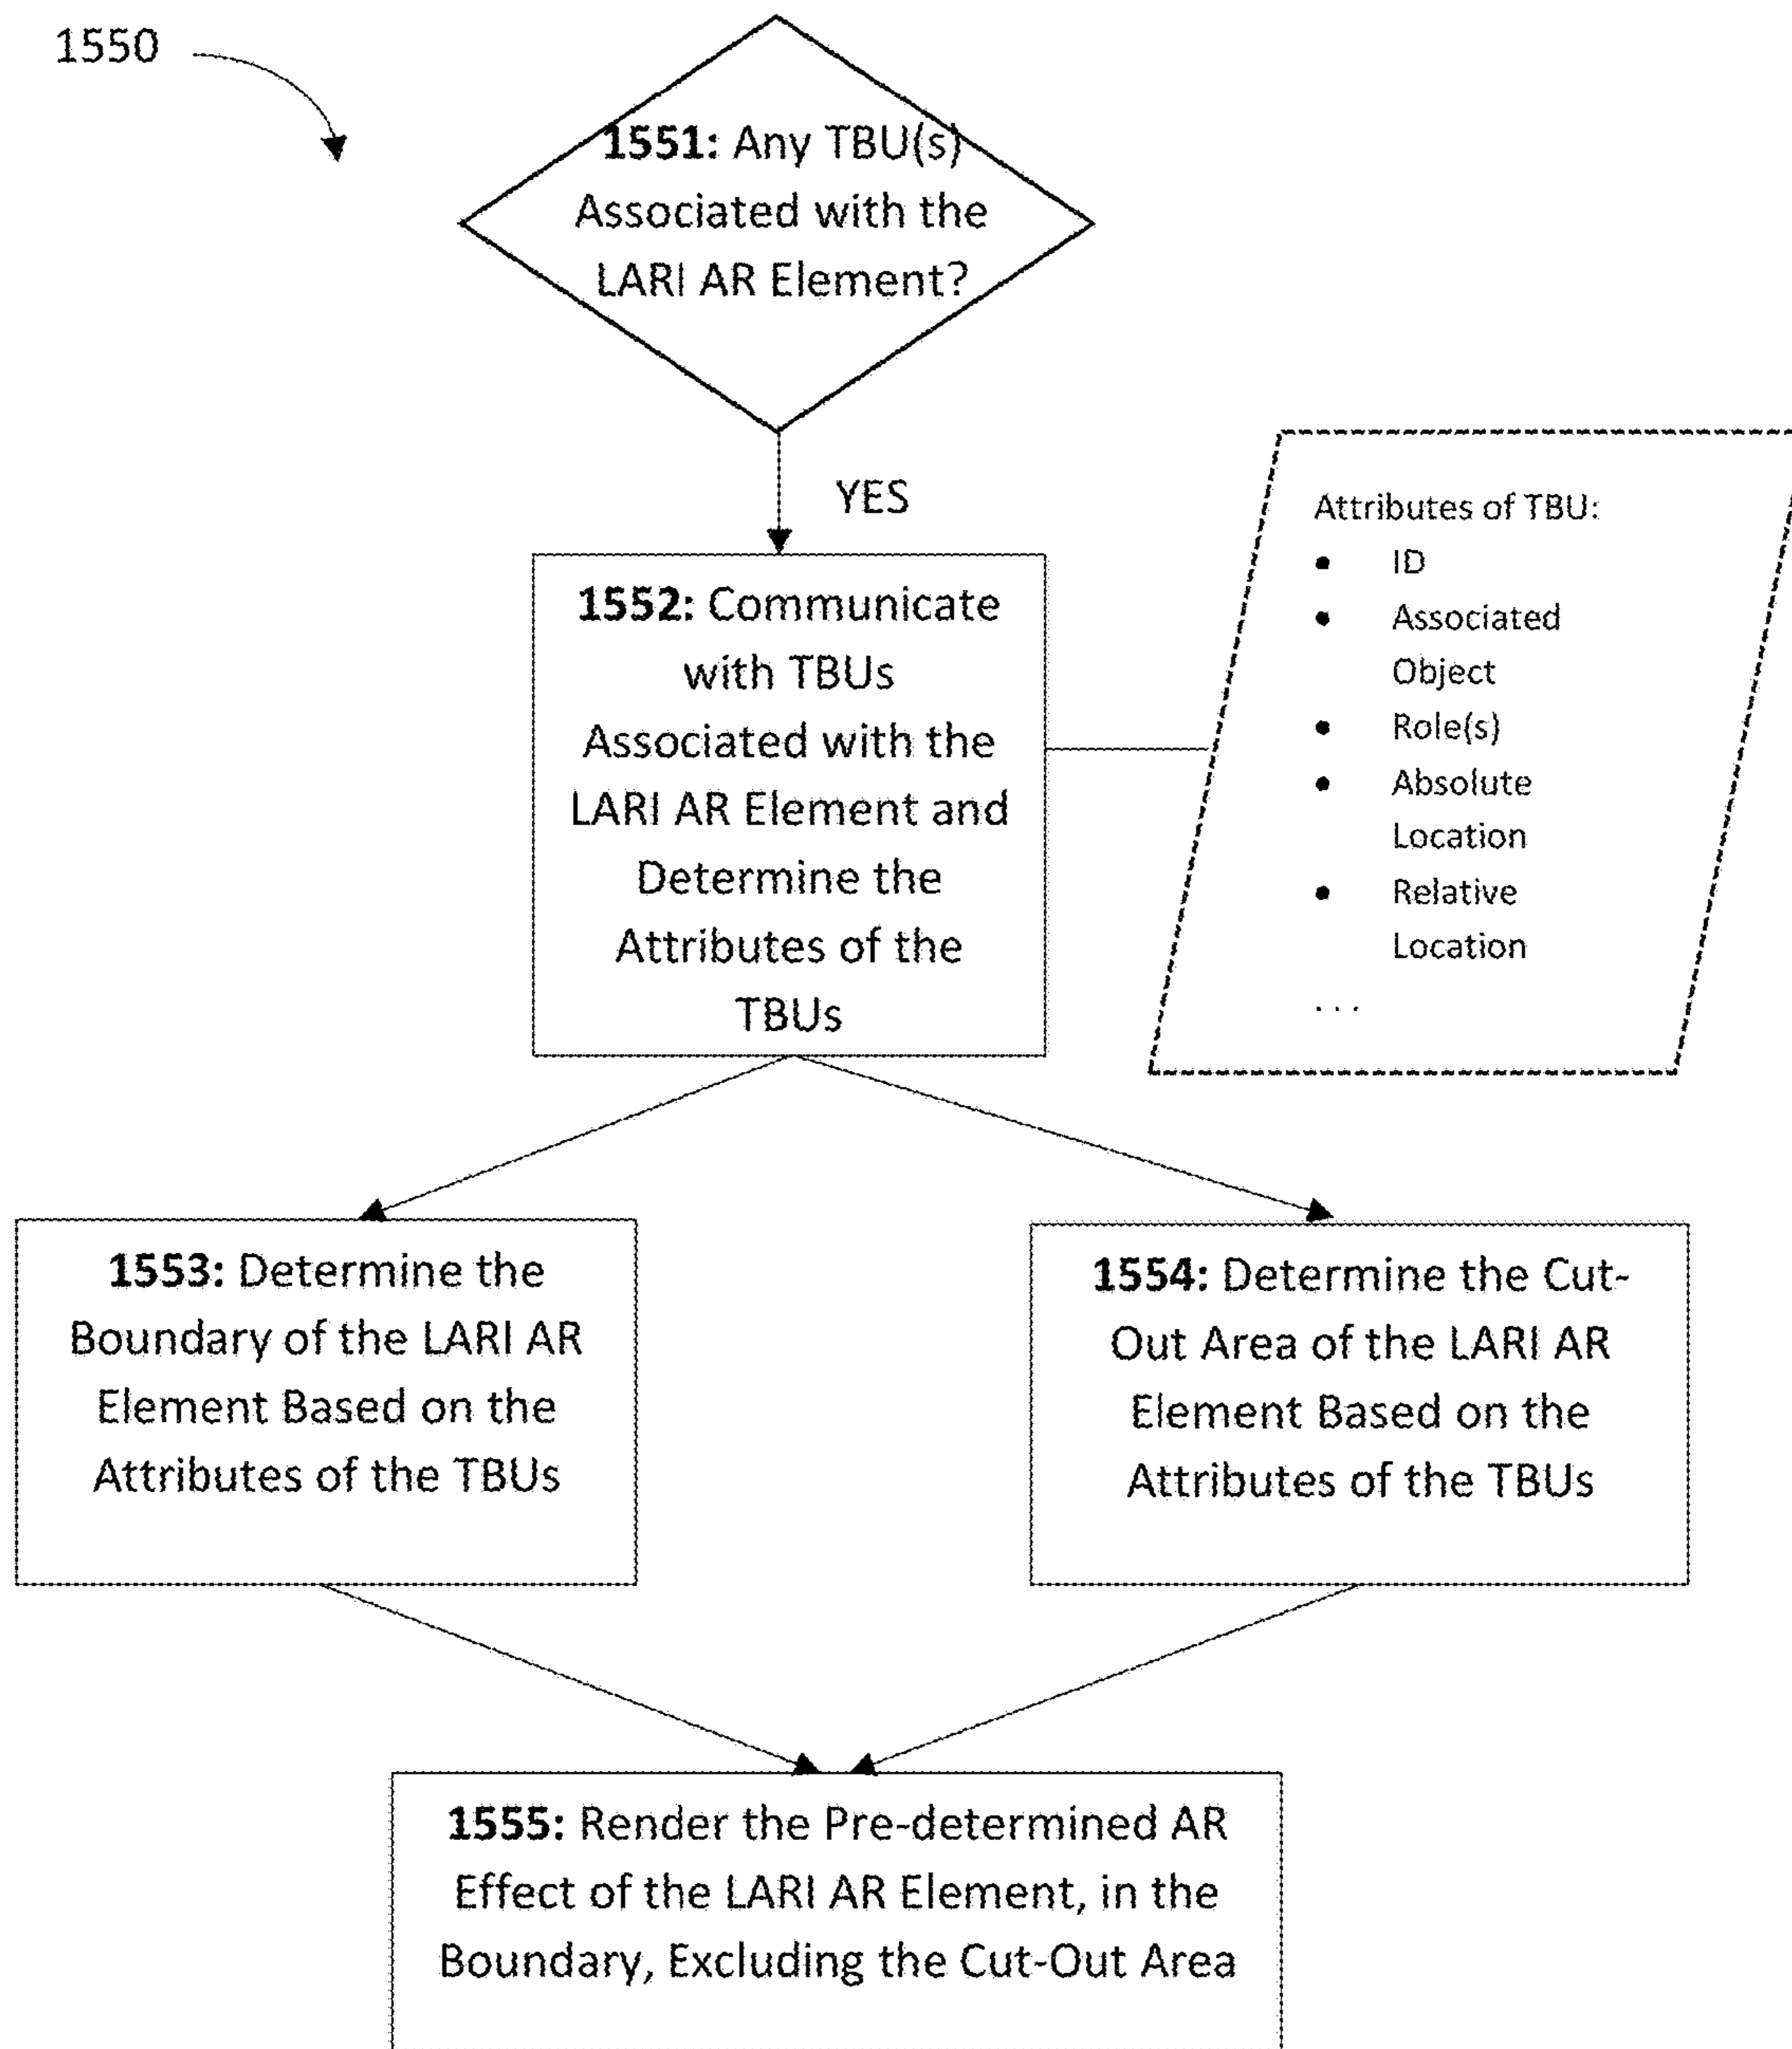 1550
1551: Any TBU(s)
Associated with the
LARI AR Element?
YES
1552: Communicate
with TBUs
Associated with the
LARI AR Element and
Determine the
Attributes of the
TBUs
Attributes of TBU:
• ID
• Associated
Object
• Role(s)
• Absolute
Location
• Relative
Location
. . .
1553: Determine the
Boundary of the LARI AR
Element Based on the
Attributes of the TBUs
1554: Determine the Cut-
Out Area of the LARI AR
Element Based on the
Attributes of the TBUs
1555: Render the Pre-determined AR
Effect of the LARI AR Element, in the
Boundary, Excluding the Cut-Out Area